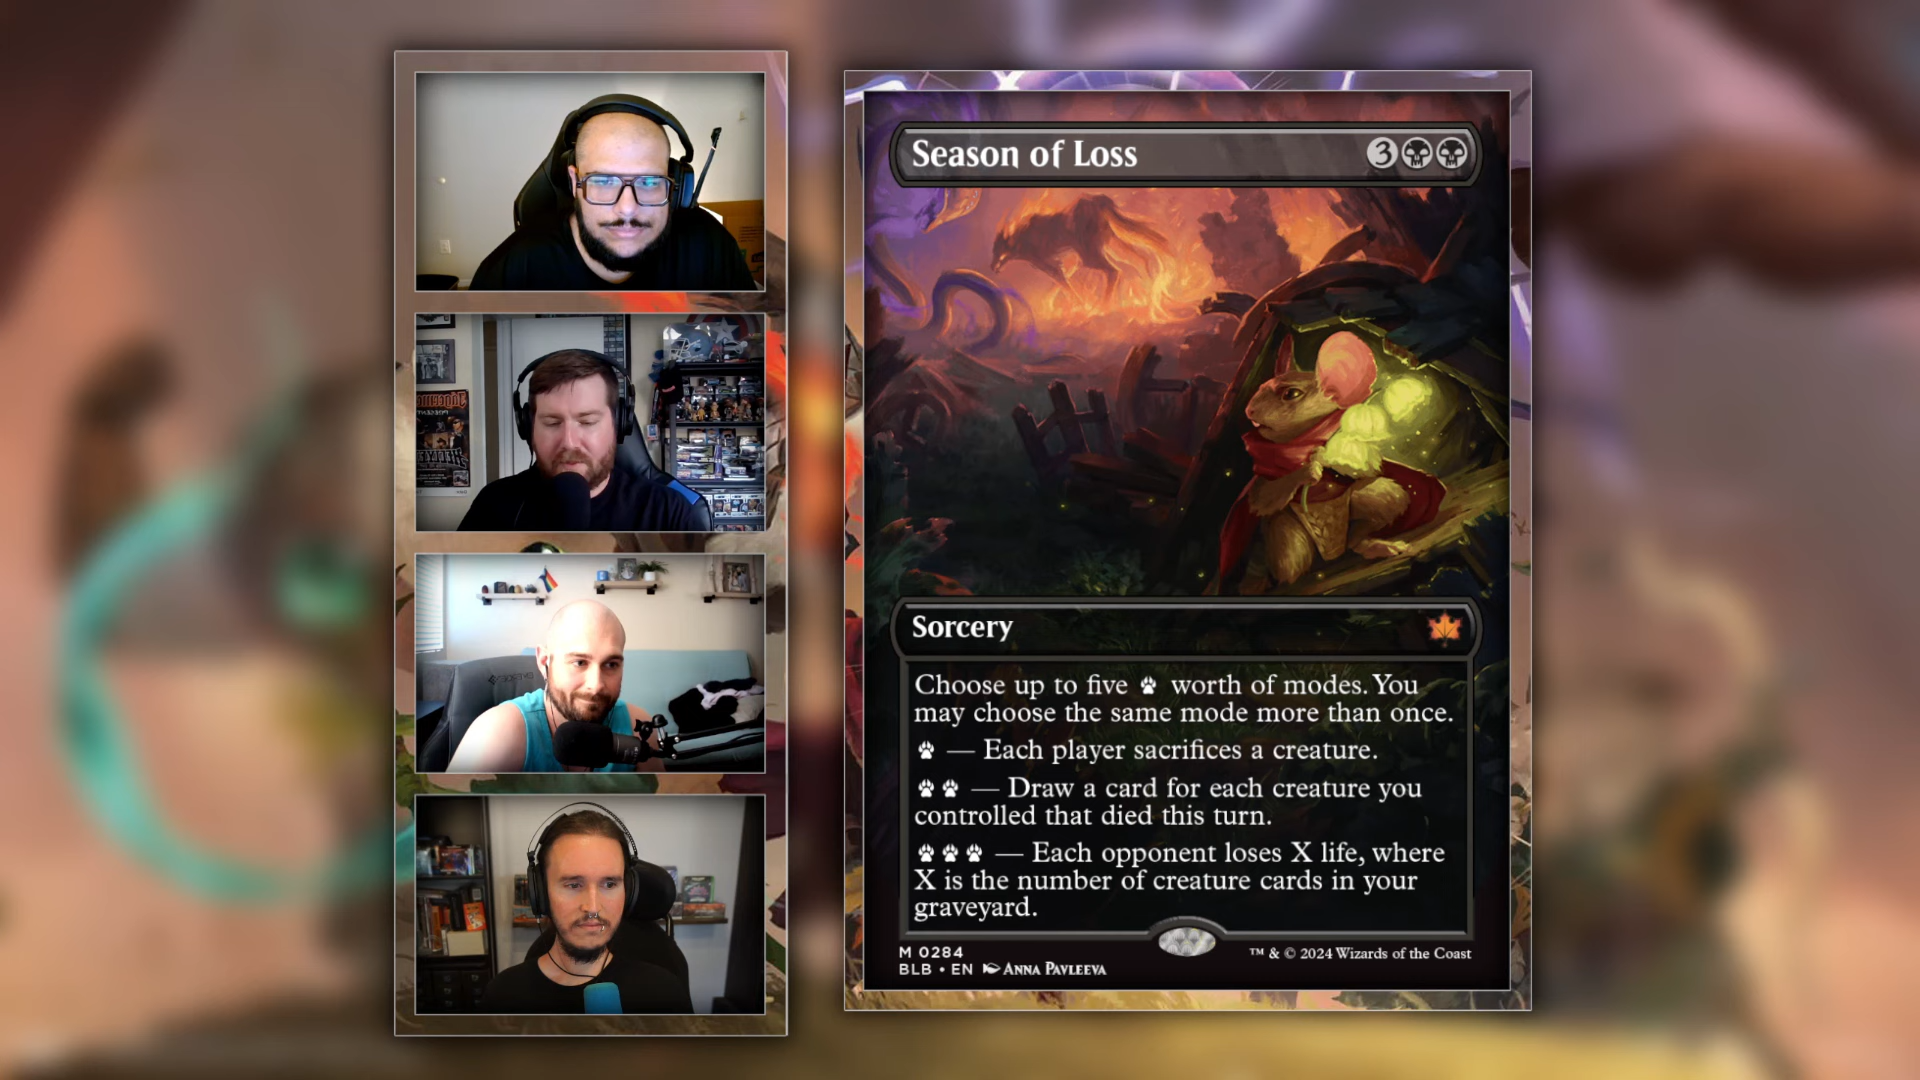 Season of Loss
3
Sorcery
Choose up to five worth of modes. You
may choose the same mode more than once.
— Each player sacrifices a creature.
— Draw a card for each creature you
controlled that died this turn.
— Each opponent loses X life, where
X is the number of creature cards in your
graveyard.
M 0284
BLB • EN Anna Pavleeva
™ & © 2024 Wizards of the Coast